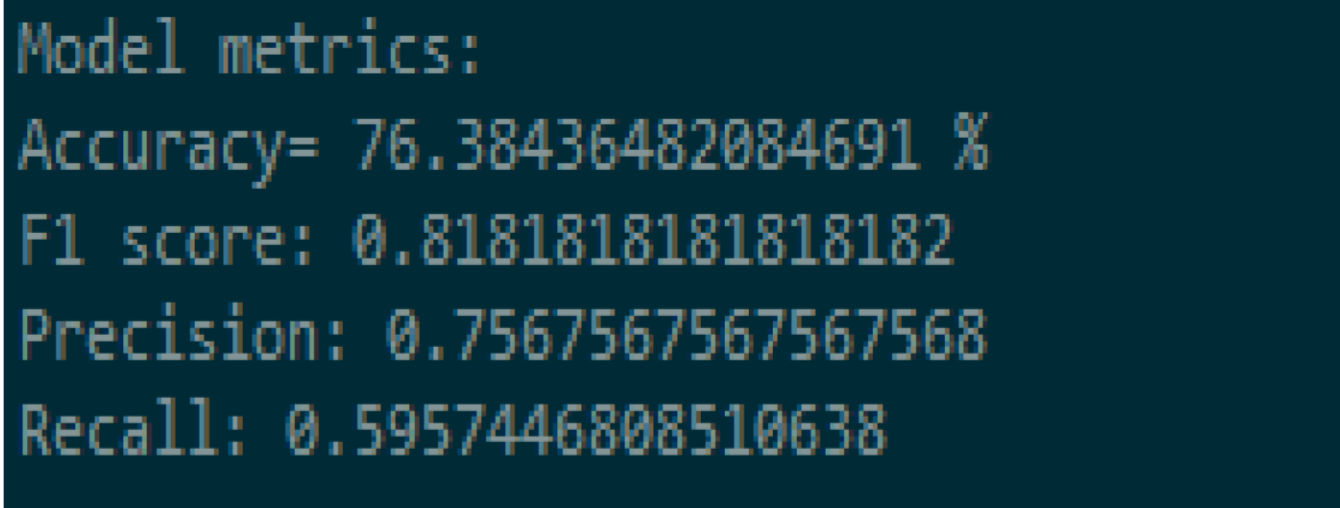 Model metrics:
Accuracy= 76.38436482084691 %
F1 score: 0.8181818181818182
Precision: 0.7567567567567568
Recall: 0.5957446808510638